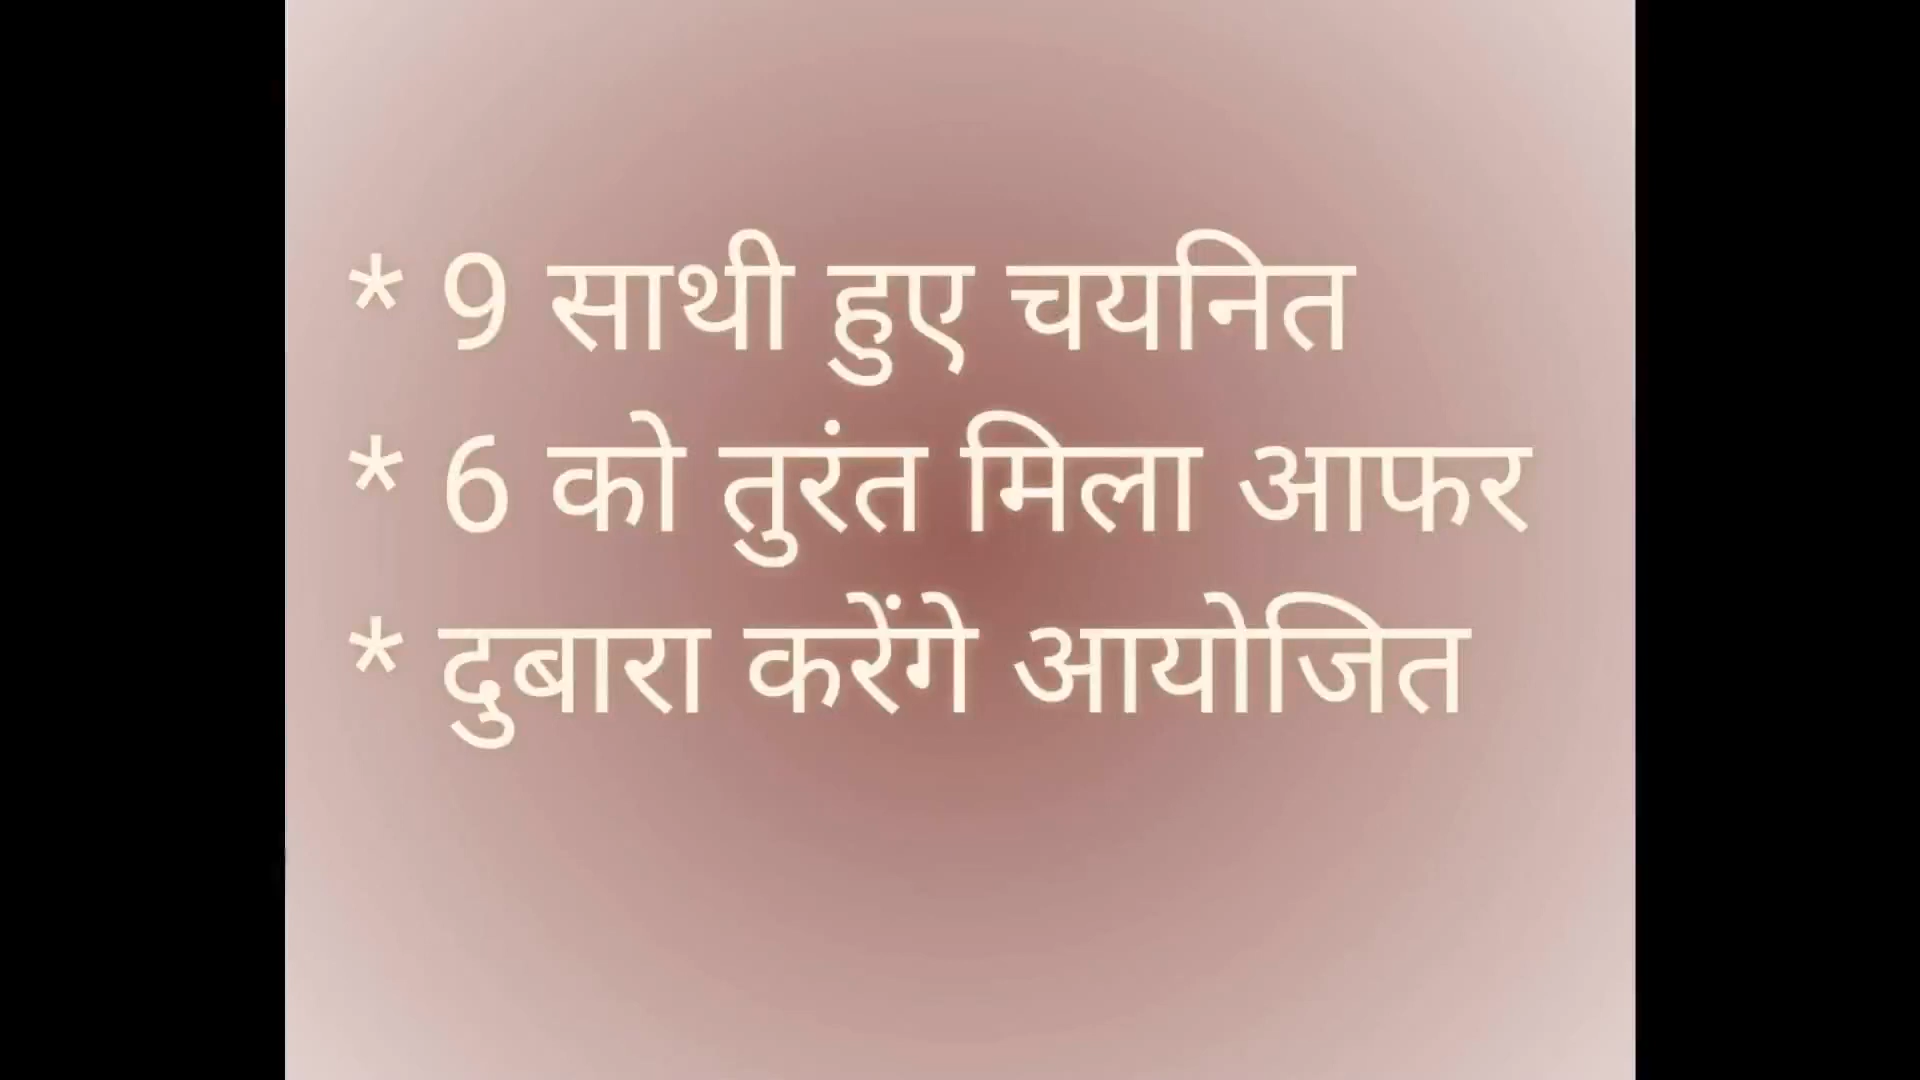 * 9 साथी हुए चयनित
* 6 को तुरंत मिला आफर
* दुबारा करेंगे आयोजित